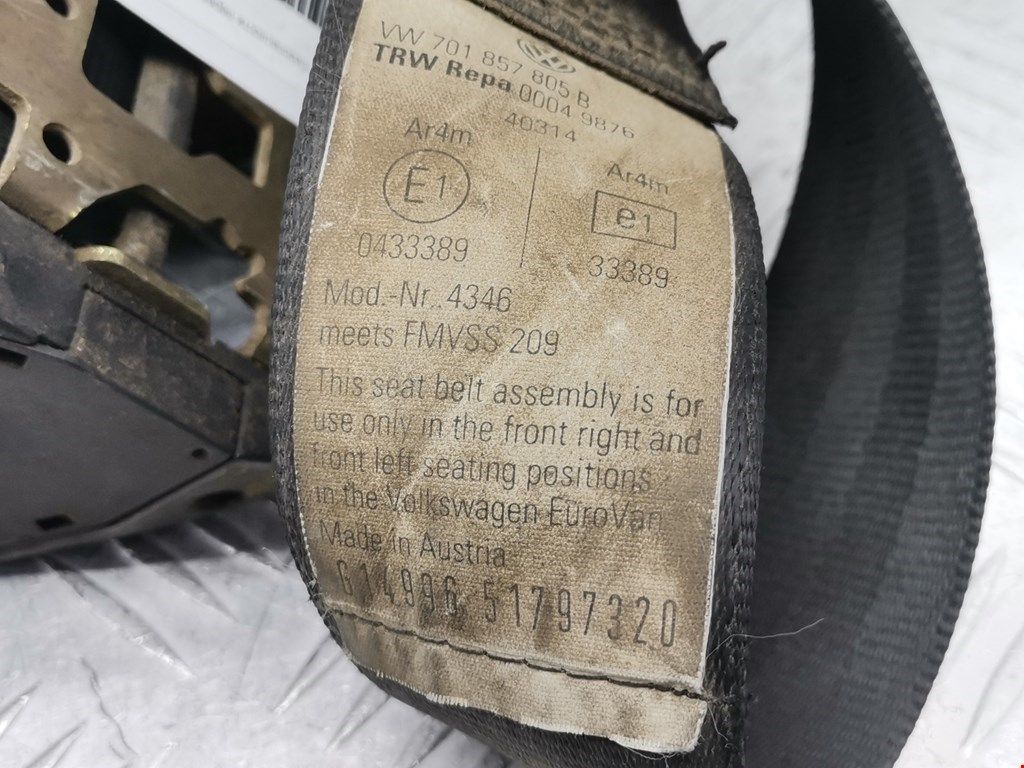 VW 701 857 805 B
TRW Repa 0004 9876
40314
Ar4m
E1
0433389
Ar4m
e1
33389
Mod.-Nr. 4346
meets FMVSS 209
This seat belt assembly is for
use only in the front right and
front left seating positions
in the Volkswagen EuroVan
Made in Austria
614996 51797320